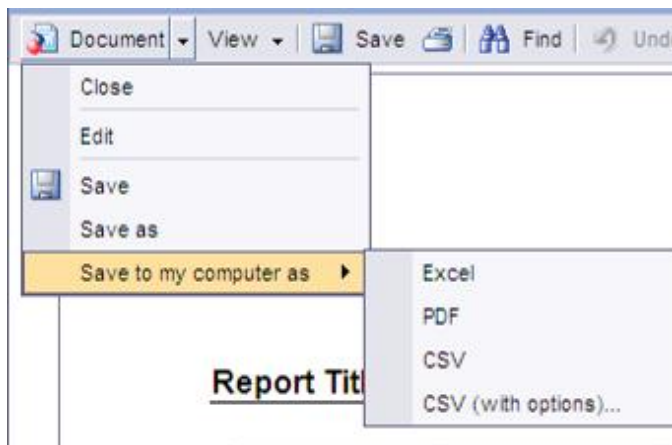 Document View Save Find
Close
Edit
Save
Save as
Save to my computer as
Excel
PDF
CSV
CSV (with options)...
Report